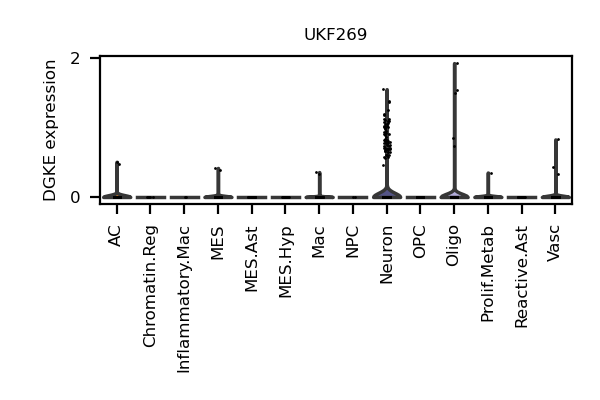 UKF269
DGKE expression
2
0
AC
Chromatin.Reg
Inflammatory.Mac
MES
MES.Ast
MES.Hyp
Mac
NPC
Neuron
OPC
Oligo
Prolif.Metab
Reactive.Ast
Vasc